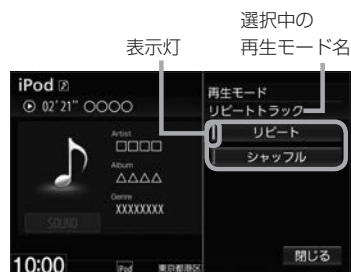 選択中の
再生モード名
表示灯
iPod
02'21" ○○○○
Artist
□□□□
Album
△△△△
Genre
XXXXXXXX
SOUND
10:00
iPod
東京都港区
再生モード
リピートトラック
リピート
シャッフル
閉じる